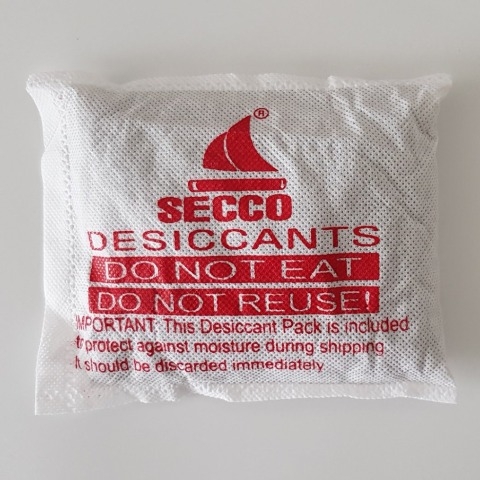 ®
SECCO
DESICCANTS
DO NOT EAT
DO NOT REUSE!
IMPORTANT This Desiccant Pack is included
protect against moisture during shipping
It should be discarded immediately